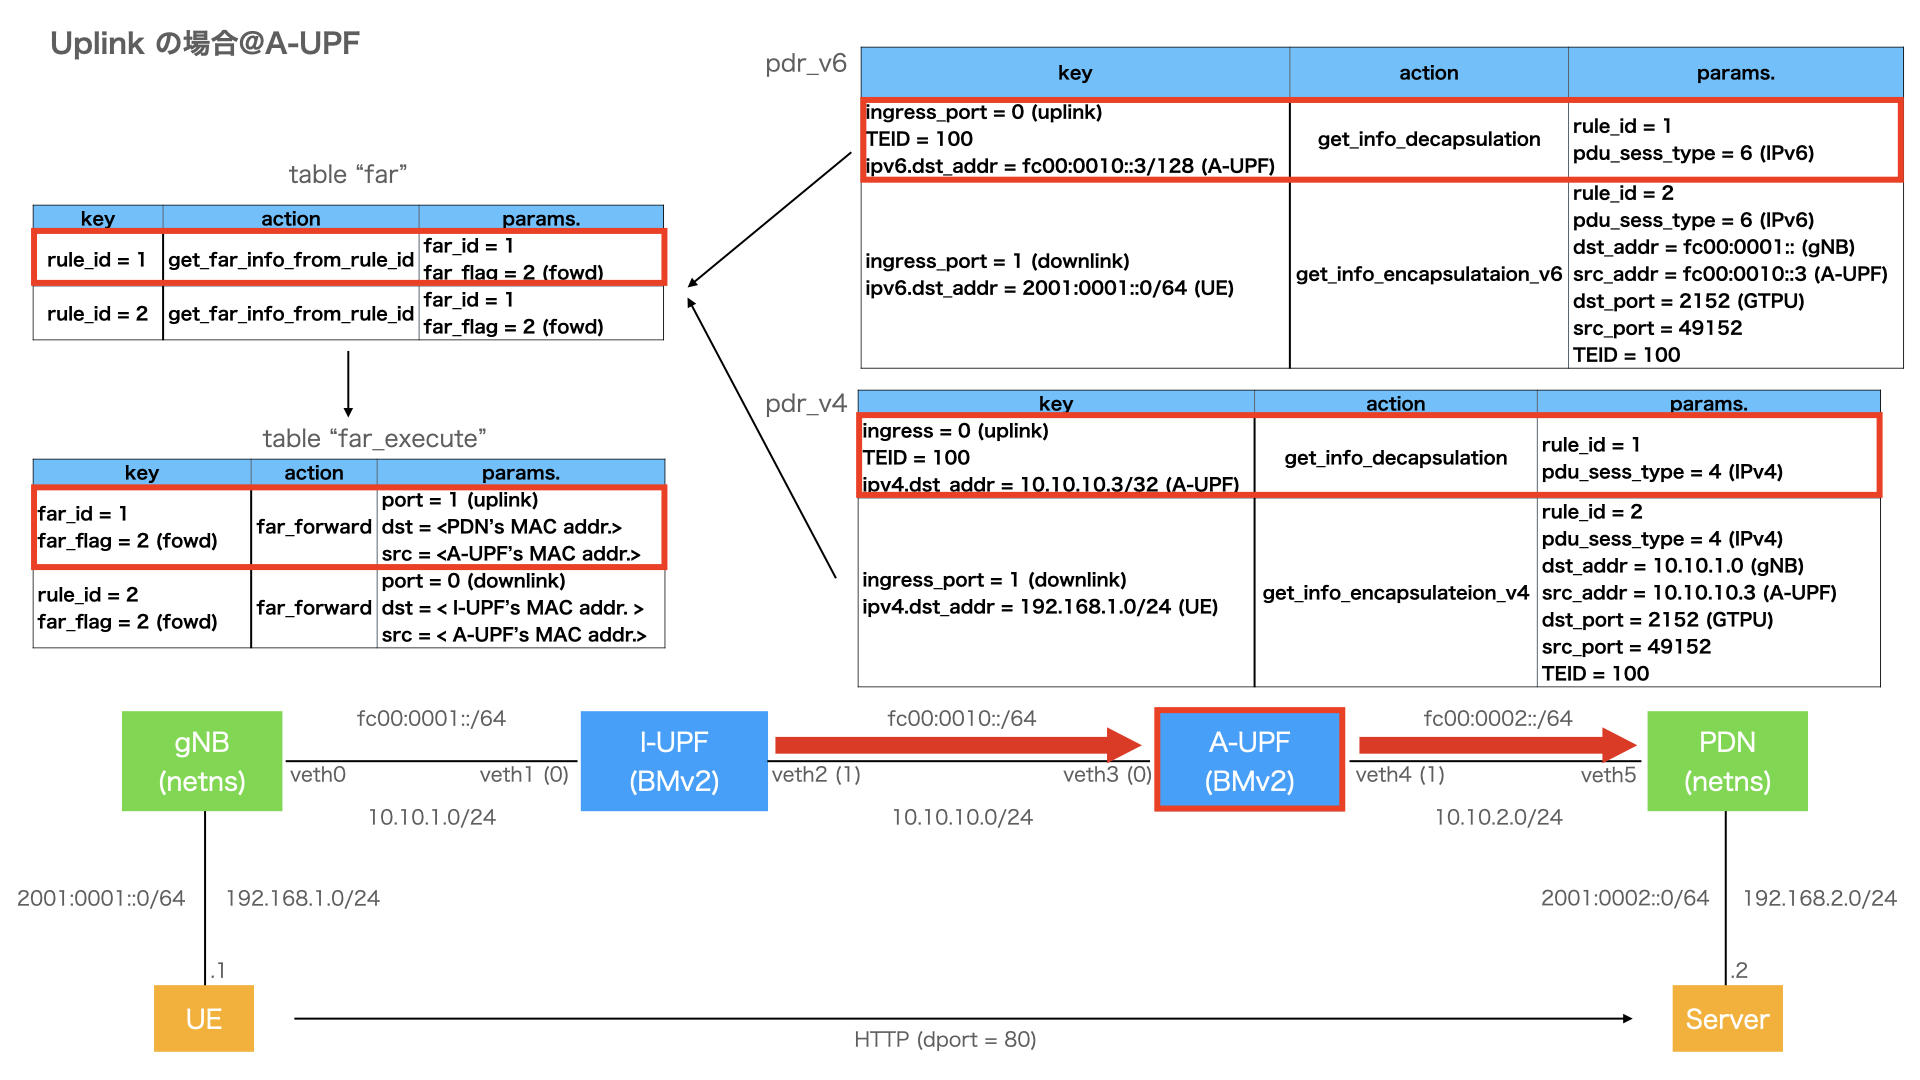 Uplink の場合@A-UPF
pdr_v6
key
action
params.
ingress_port = 0 (uplink)
TEID = 100
ipv6.dst_addr = fc00:0010::3/128 (A-UPF)
get_info_decapsulation
rule_id = 1
pdu_sess_type = 6 (IPv6)
ingress_port = 1 (downlink)
ipv6.dst_addr = 2001:0001::0/64 (UE)
get_info_encapsulataion_v6
rule_id = 2
pdu_sess_type = 6 (IPv6)
dst_addr = fc00:0001:: (gNB)
src_addr = fc00:0010::3 (A-UPF)
dst_port = 2152 (GTPU)
src_port = 49152
TEID = 100
table “far”
key
action
params.
rule_id = 1
get_far_info_from_rule_id
far_id = 1
far_flag = 2 (fowd)
rule_id = 2
get_far_info_from_rule_id
far_id = 1
far_flag = 2 (fowd)
pdr_v4
key
action
params.
ingress = 0 (uplink)
TEID = 100
ipv4.dst_addr = 10.10.10.3/32 (A-UPF)
get_info_decapsulation
rule_id = 1
pdu_sess_type = 4 (IPv4)
ingress_port = 1 (downlink)
ipv4.dst_addr = 192.168.1.0/24 (UE)
get_info_encapsulateion_v4
rule_id = 2
pdu_sess_type = 4 (IPv4)
dst_addr = 10.10.1.0 (gNB)
src_addr = 10.10.10.3 (A-UPF)
dst_port = 2152 (GTPU)
src_port = 49152
TEID = 100
table “far_execute”
key
action
params.
far_id = 1
far_flag = 2 (fowd)
far_forward
port = 1 (uplink)
dst = <PDN’s MAC addr.>
src = <A-UPF’s MAC addr.>
rule_id = 2
far_flag = 2 (fowd)
far_forward
port = 0 (downlink)
dst = < I-UPF’s MAC addr. >
src = < A-UPF’s MAC addr.>
gNB
(netns)
fc00:0001::/64
veth0
veth1 (0)
10.10.1.0/24
I-UPF
(BMv2)
fc00:0010::/64
veth2 (1)
veth3 (0)
10.10.10.0/24
A-UPF
(BMv2)
fc00:0002::/64
veth4 (1)
veth5
10.10.2.0/24
PDN
(netns)
2001:0001::0/64
192.168.1.0/24
2001:0002::0/64
192.168.2.0/24
.1
.2
UE
Server
HTTP (dport = 80)